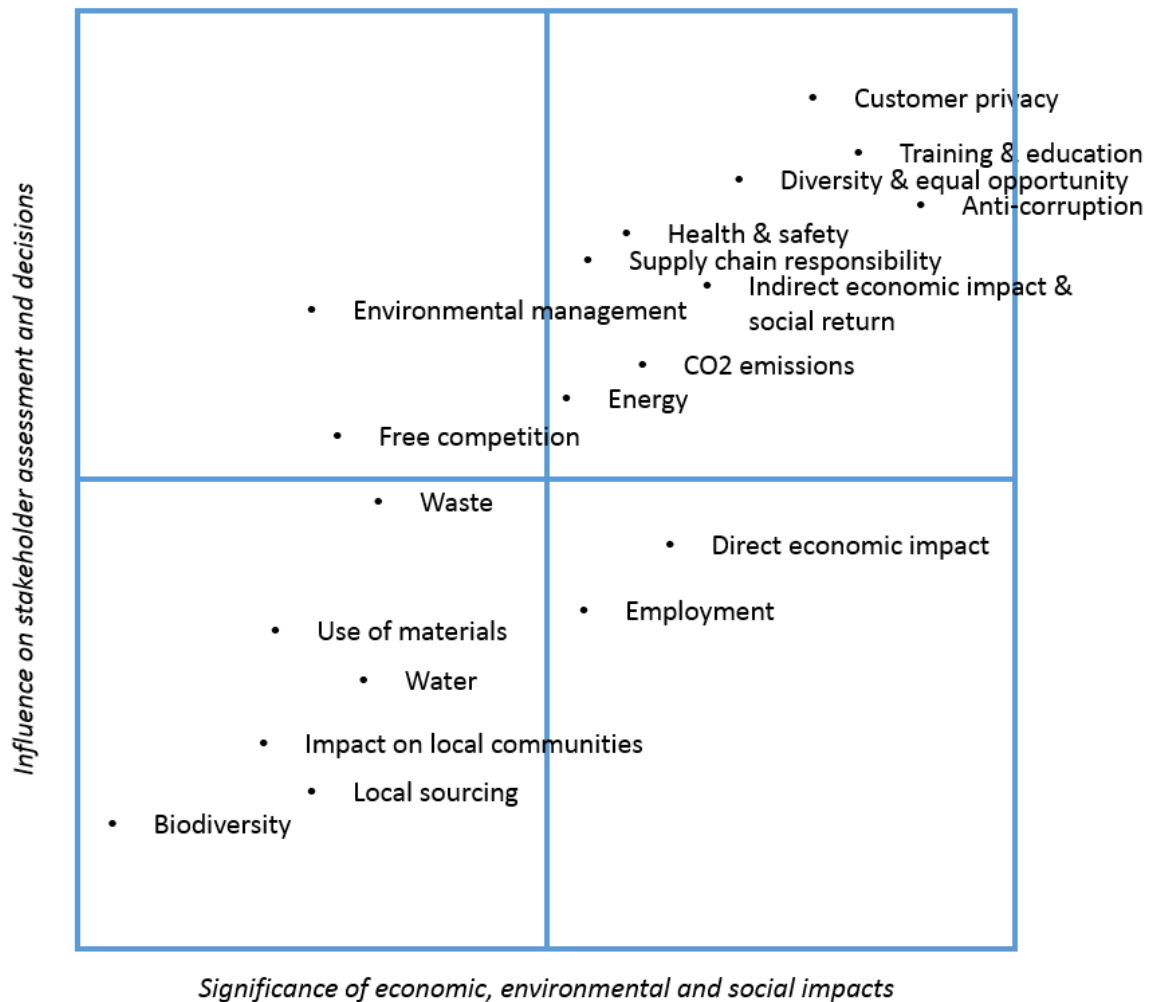 Customer privacy
Training & education
Diversity & equal opportunity
Anti-corruption
Health & safety
Supply chain responsibility
Indirect economic impact &
social return
Environmental management
CO2 emissions
Energy
Free competition
Waste
Direct economic impact
Employment
Use of materials
Water
Impact on local communities
Local sourcing
Biodiversity
Influence on stakeholder assessment and decisions
Significance of economic, environmental and social impacts